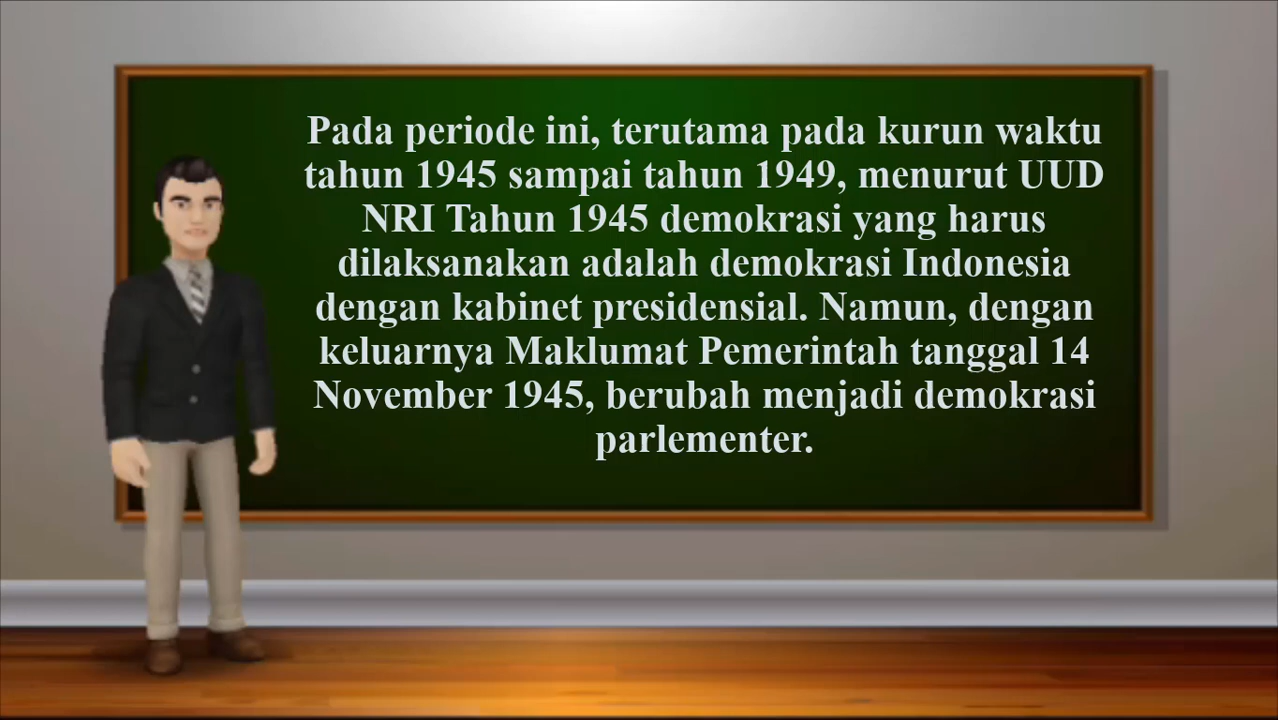 Pada periode ini, terutama pada kurun waktu
tahun 1945 sampai tahun 1949, menurut UUD
NRI Tahun 1945 demokrasi yang harus
dilaksanakan adalah demokrasi Indonesia
dengan kabinet presidensial. Namun, dengan
keluarnya Maklumat Pemerintah tanggal 14
November 1945, berubah menjadi demokrasi
parlementer.